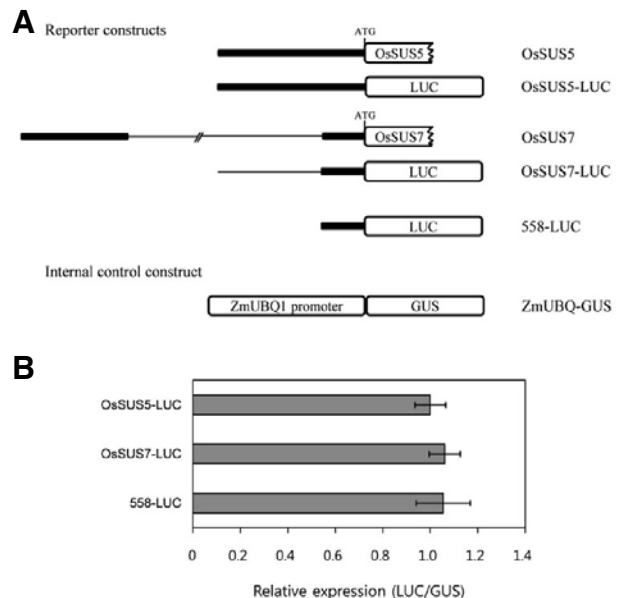 A
Reporter constructs
ATG
OsSUS5
OsSUS5
LUC
OsSUS5-LUC
ATG
OsSUS7
OsSUS7
LUC
OsSUS7-LUC
LUC
558-LUC
Internal control construct
ZmUBQ1 promoter
GUS
ZmUBQ-GUS
B
OsSUS5-LUC
OsSUS7-LUC
558-LUC
0 0.2 0.4 0.6 0.8 1.0 1.2 1.4
Relative expression (LUC/GUS)